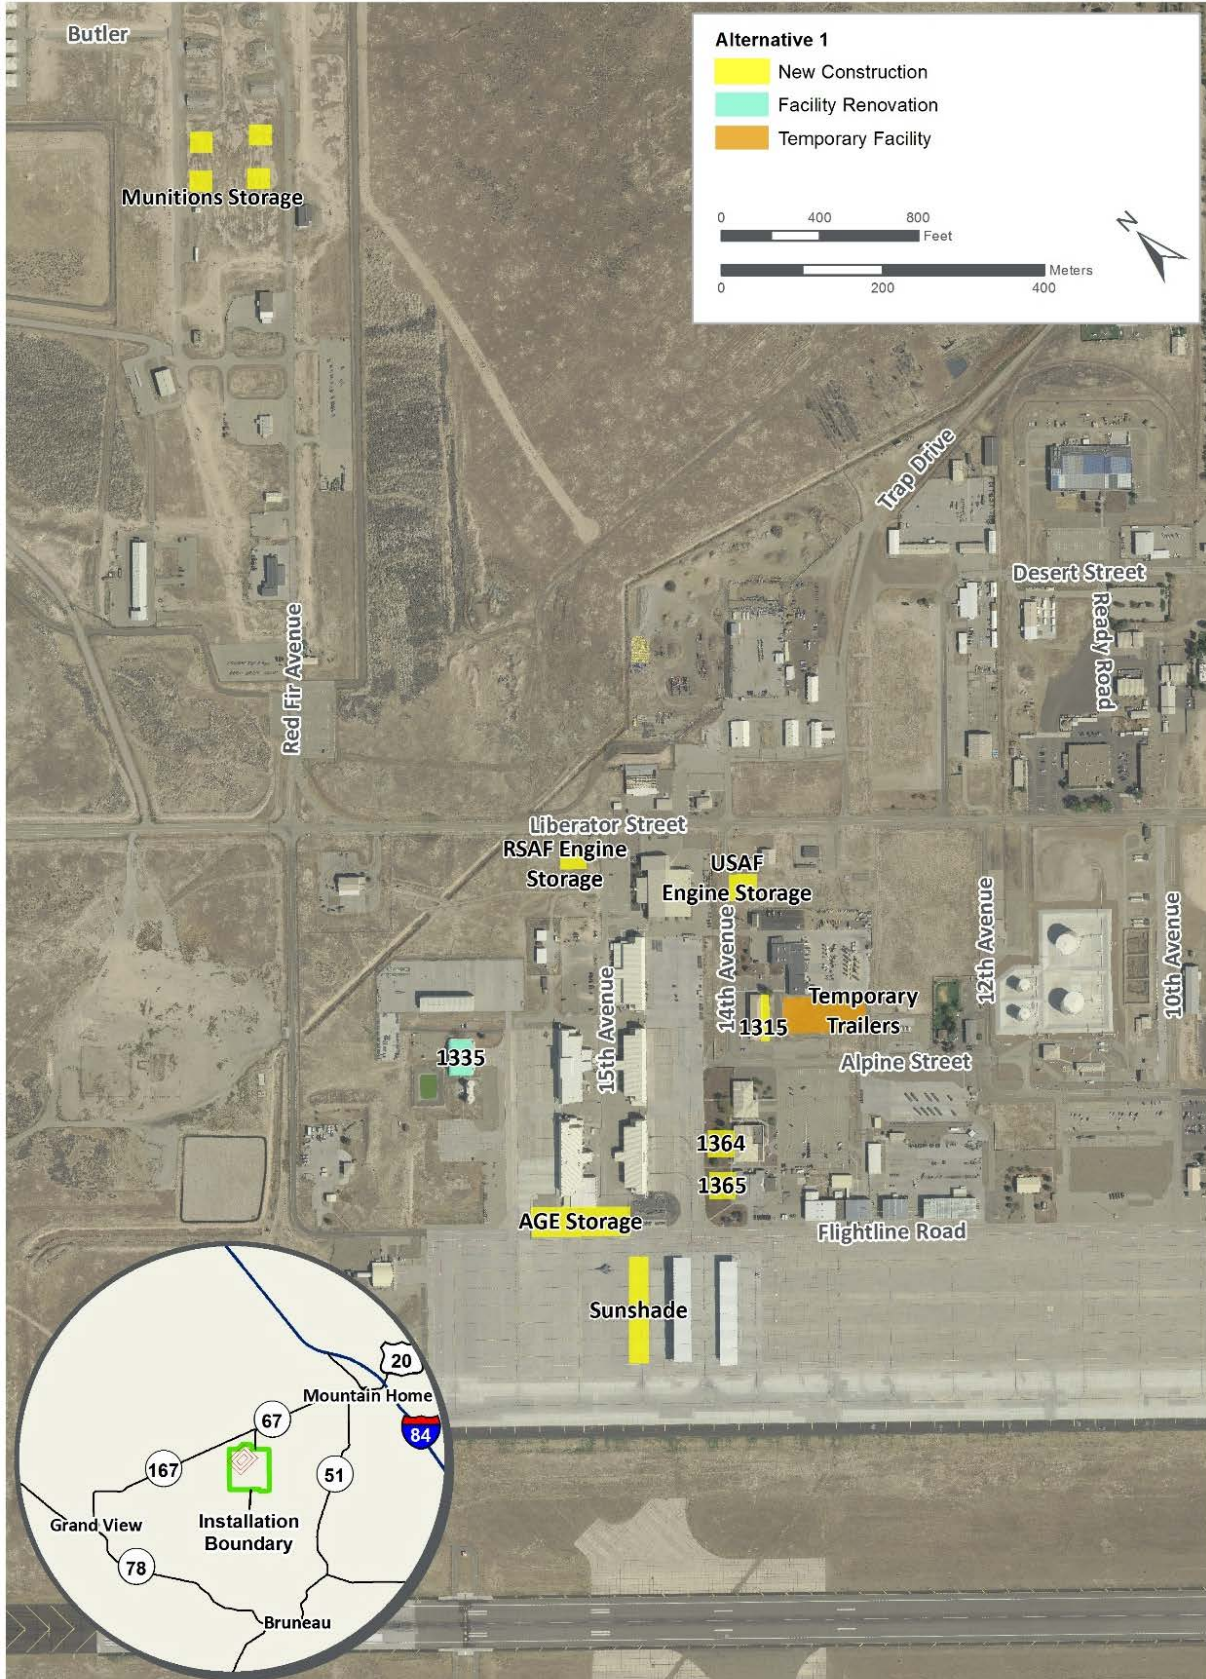 Butler
Alternative 1
New Construction
Facility Renovation
Temporary Facility
0 400 800
Feet
Meters
0 200 400
N
Munitions Storage
Trap Drive
Desert Street
Ready Road
Red Fir Avenue
Liberator Street
RSAF Engine
Storage
USAF
Engine Storage
14th Avenue
12th Avenue
10th Avenue
15th Avenue
Temporary
Trailers
1315
1335
Alpine Street
1364
1365
AGE Storage
Flightline Road
Sunshade
20
Mountain Home
67
84
167
51
Grand View
Installation
Boundary
78
Bruneau